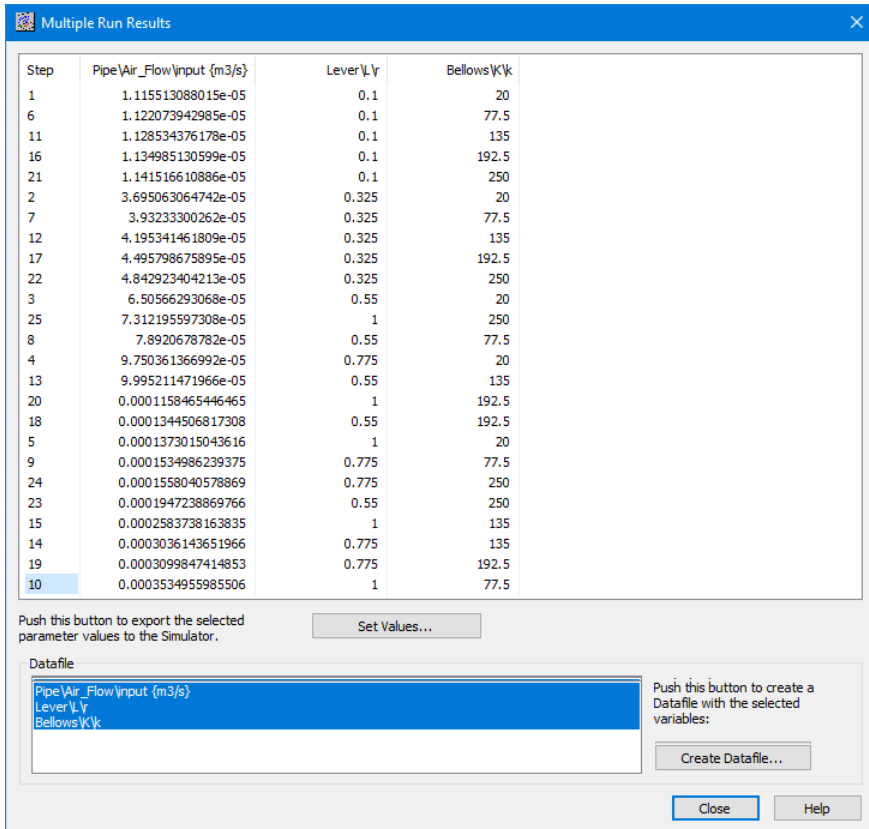 Multiple Run Results
Step Pipe\Air_Flow\input {m3/s} Lever\L\r Bellows\K\k
1 1.115513088015e-05 0.1 20
6 1.122073942985e-05 0.1 77.5
11 1.128534376178e-05 0.1 135
16 1.134985130599e-05 0.1 192.5
21 1.141516610886e-05 0.1 250
2 3.695063064742e-05 0.325 20
7 3.93233300262e-05 0.325 77.5
12 4.195341461809e-05 0.325 135
17 4.495798675895e-05 0.325 192.5
22 4.842923404213e-05 0.325 250
3 6.50566293068e-05 0.55 20
25 7.312195597308e-05 1 250
8 7.8920678782e-05 0.55 77.5
4 9.750361366992e-05 0.775 20
13 9.995211471966e-05 0.55 135
20 0.0001158465446465 1 192.5
18 0.0001344506817308 0.55 192.5
5 0.0001373015043616 1 20
9 0.0001534986239375 0.775 77.5
24 0.0001558040578869 0.775 250
23 0.0001947238869766 0.55 250
15 0.0002583738163835 1 135
14 0.0003036143651966 0.775 135
19 0.0003099847414853 0.775 192.5
10 0.0003534955985506 1 77.5
Push this button to export the selected
parameter values to the Simulator.
Set Values...
Datafile
Pipe\Air_Flow\input {m3/s}
Lever\L\r
Bellows\K\k
Push this button to create a
Datafile with the selected
variables:
Create Datafile...
Close Help